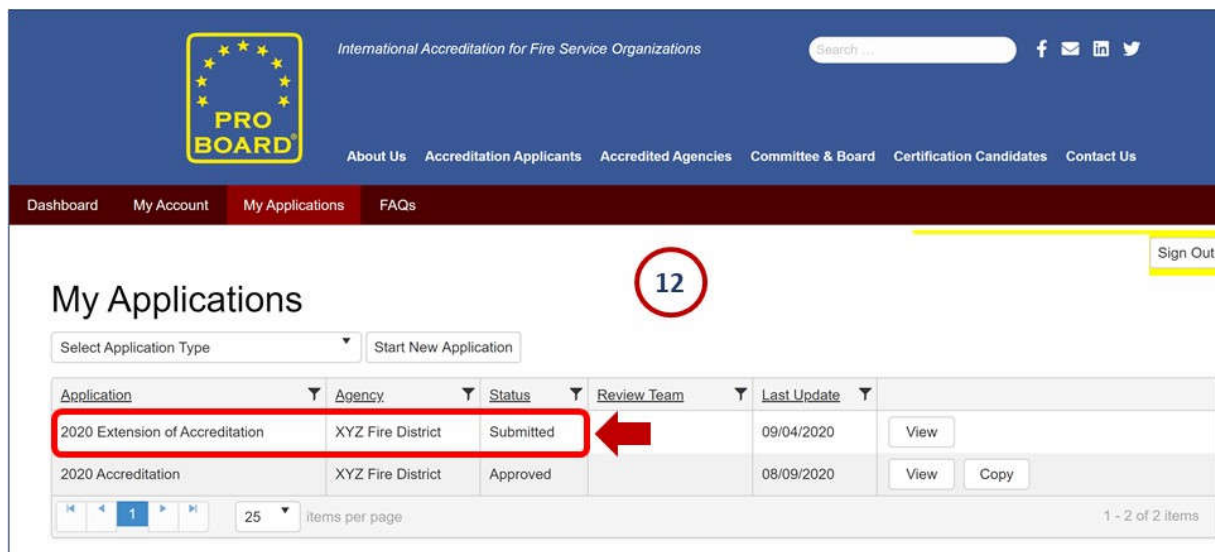 International Accreditation for Fire Service Organizations
Search ...
PRO
BOARD®
About Us Accreditation Applicants Accredited Agencies Committee & Board Certification Candidates Contact Us
Dashboard My Account My Applications FAQs
Sign Out
12
My Applications
Select Application Type Start New Application
Application Agency Status Review Team Last Update
2020 Extension of Accreditation XYZ Fire District Submitted 09/04/2020 View
2020 Accreditation XYZ Fire District Approved 08/09/2020 View Copy
1 25 items per page 1 - 2 of 2 items